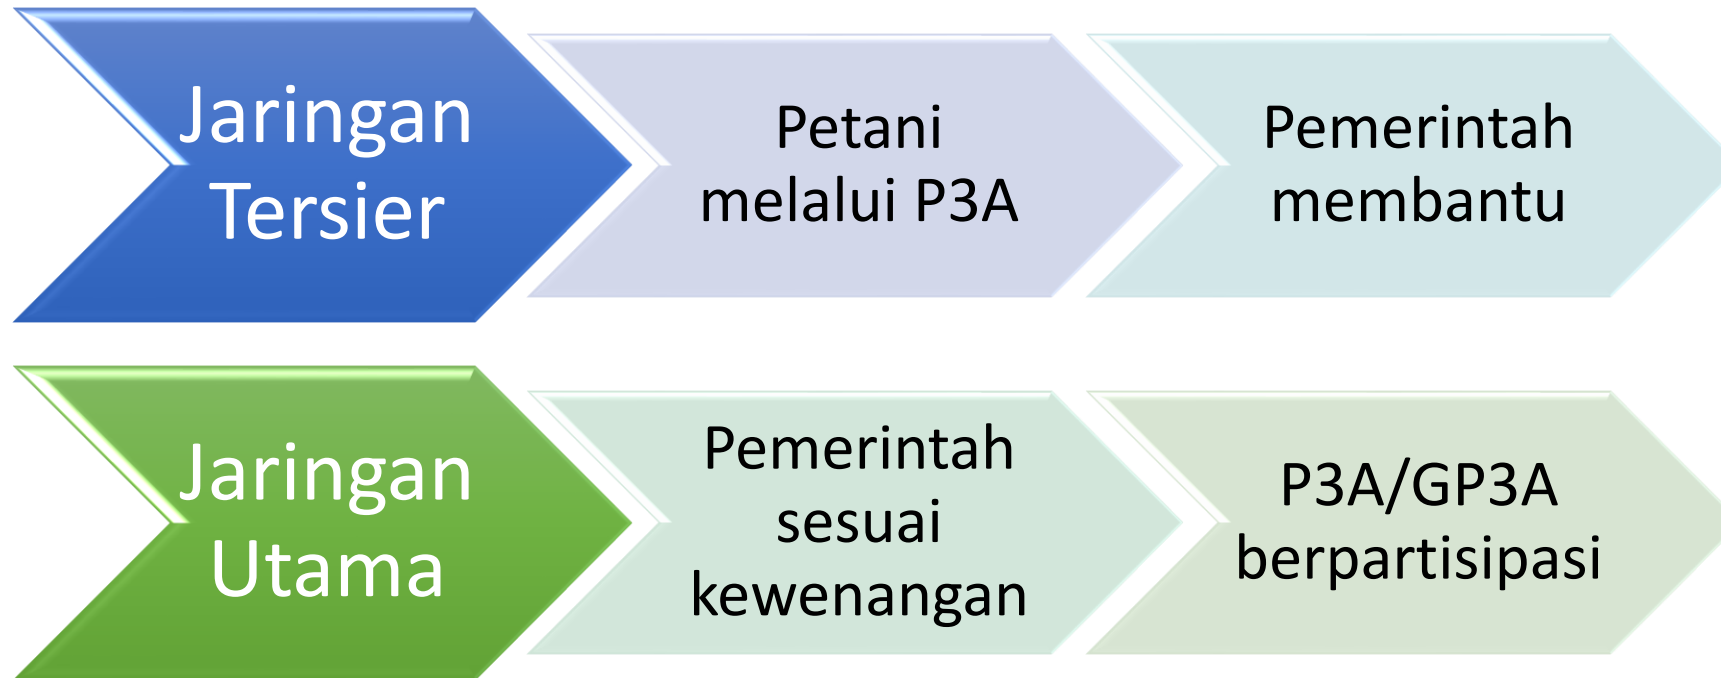 Jaringan
Tersier
Petani
melalui P3A
Pemerintah
membantu
Jaringan
Utama
Pemerintah
sesuai
kewenangan
P3A/GP3A
berpartisipasi